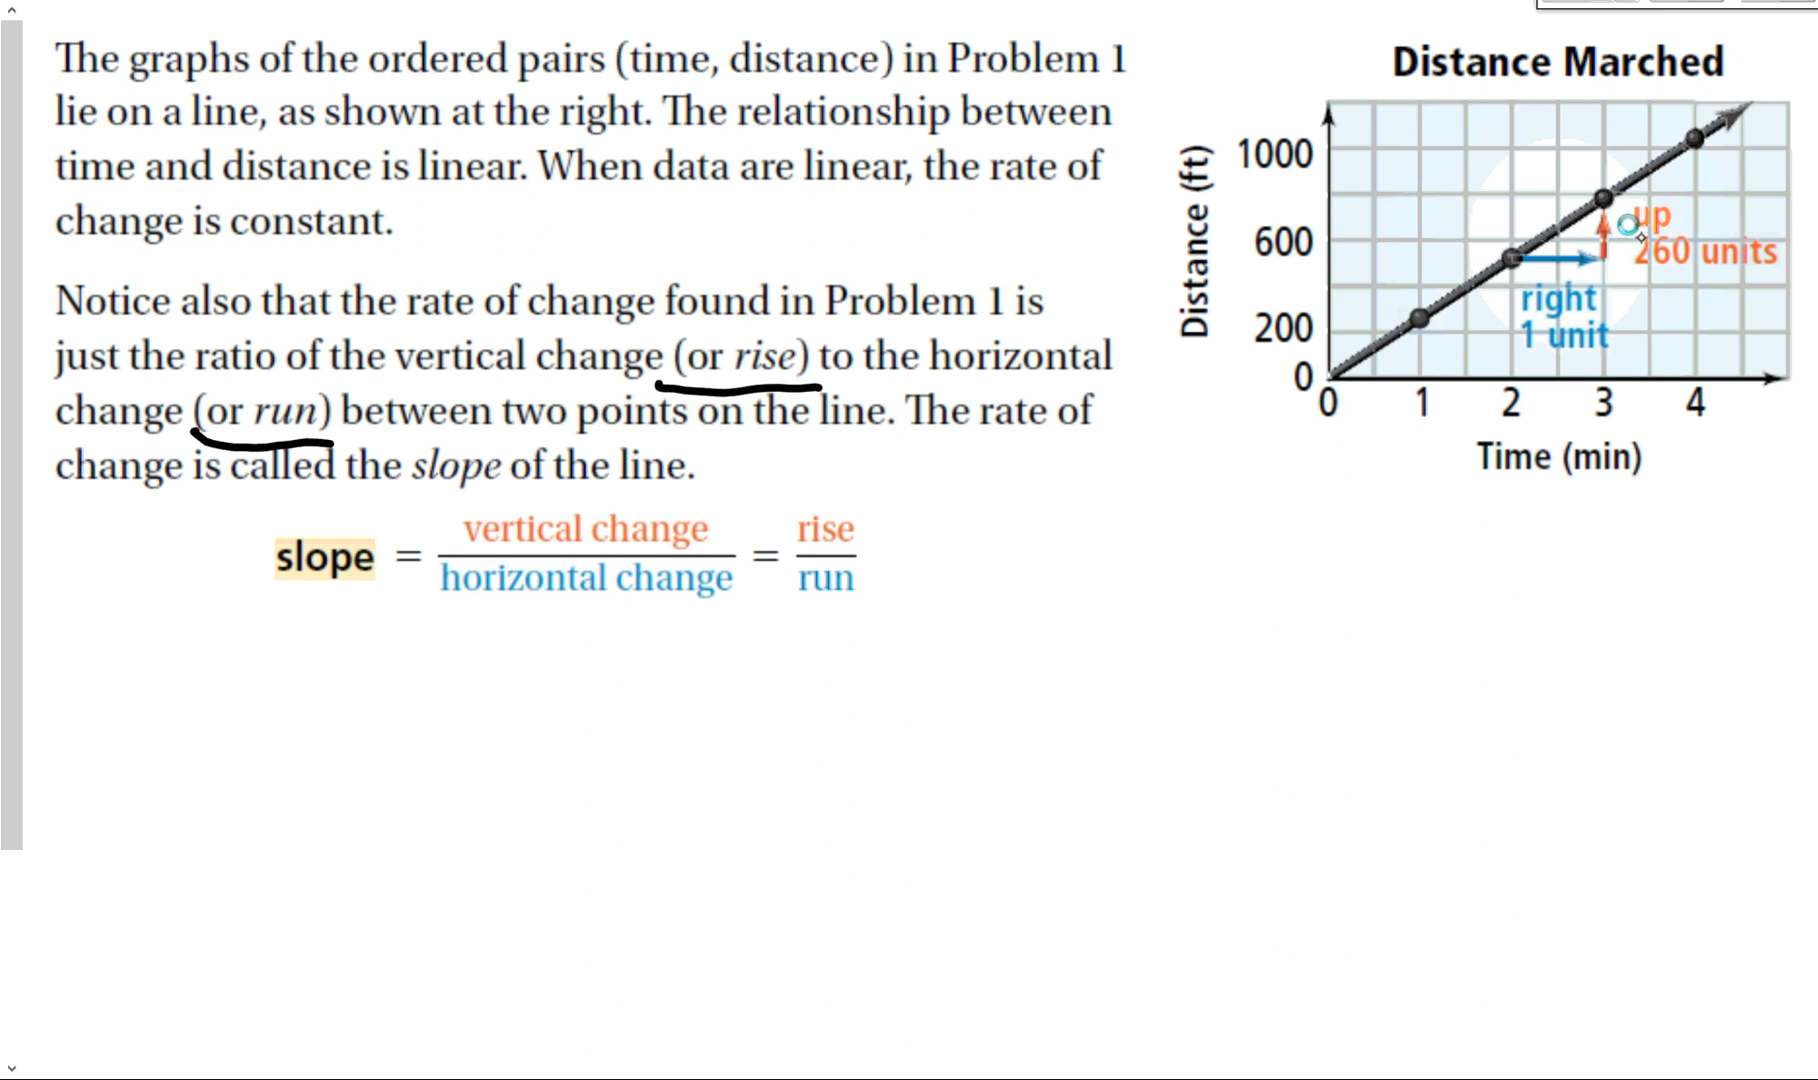 The graphs of the ordered pairs (time, distance) in Problem 1
lie on a line, as shown at the right. The relationship between
time and distance is linear. When data are linear, the rate of
change is constant.
Notice also that the rate of change found in Problem 1 is
just the ratio of the vertical change (or rise) to the horizontal
change (or run) between two points on the line. The rate of
change is called the slope of the line.
slope = vertical change / horizontal change = rise / run
Distance Marched
Distance (ft)
1000
600
200
0
up
260 units
right
1 unit
0 1 2 3 4
Time (min)